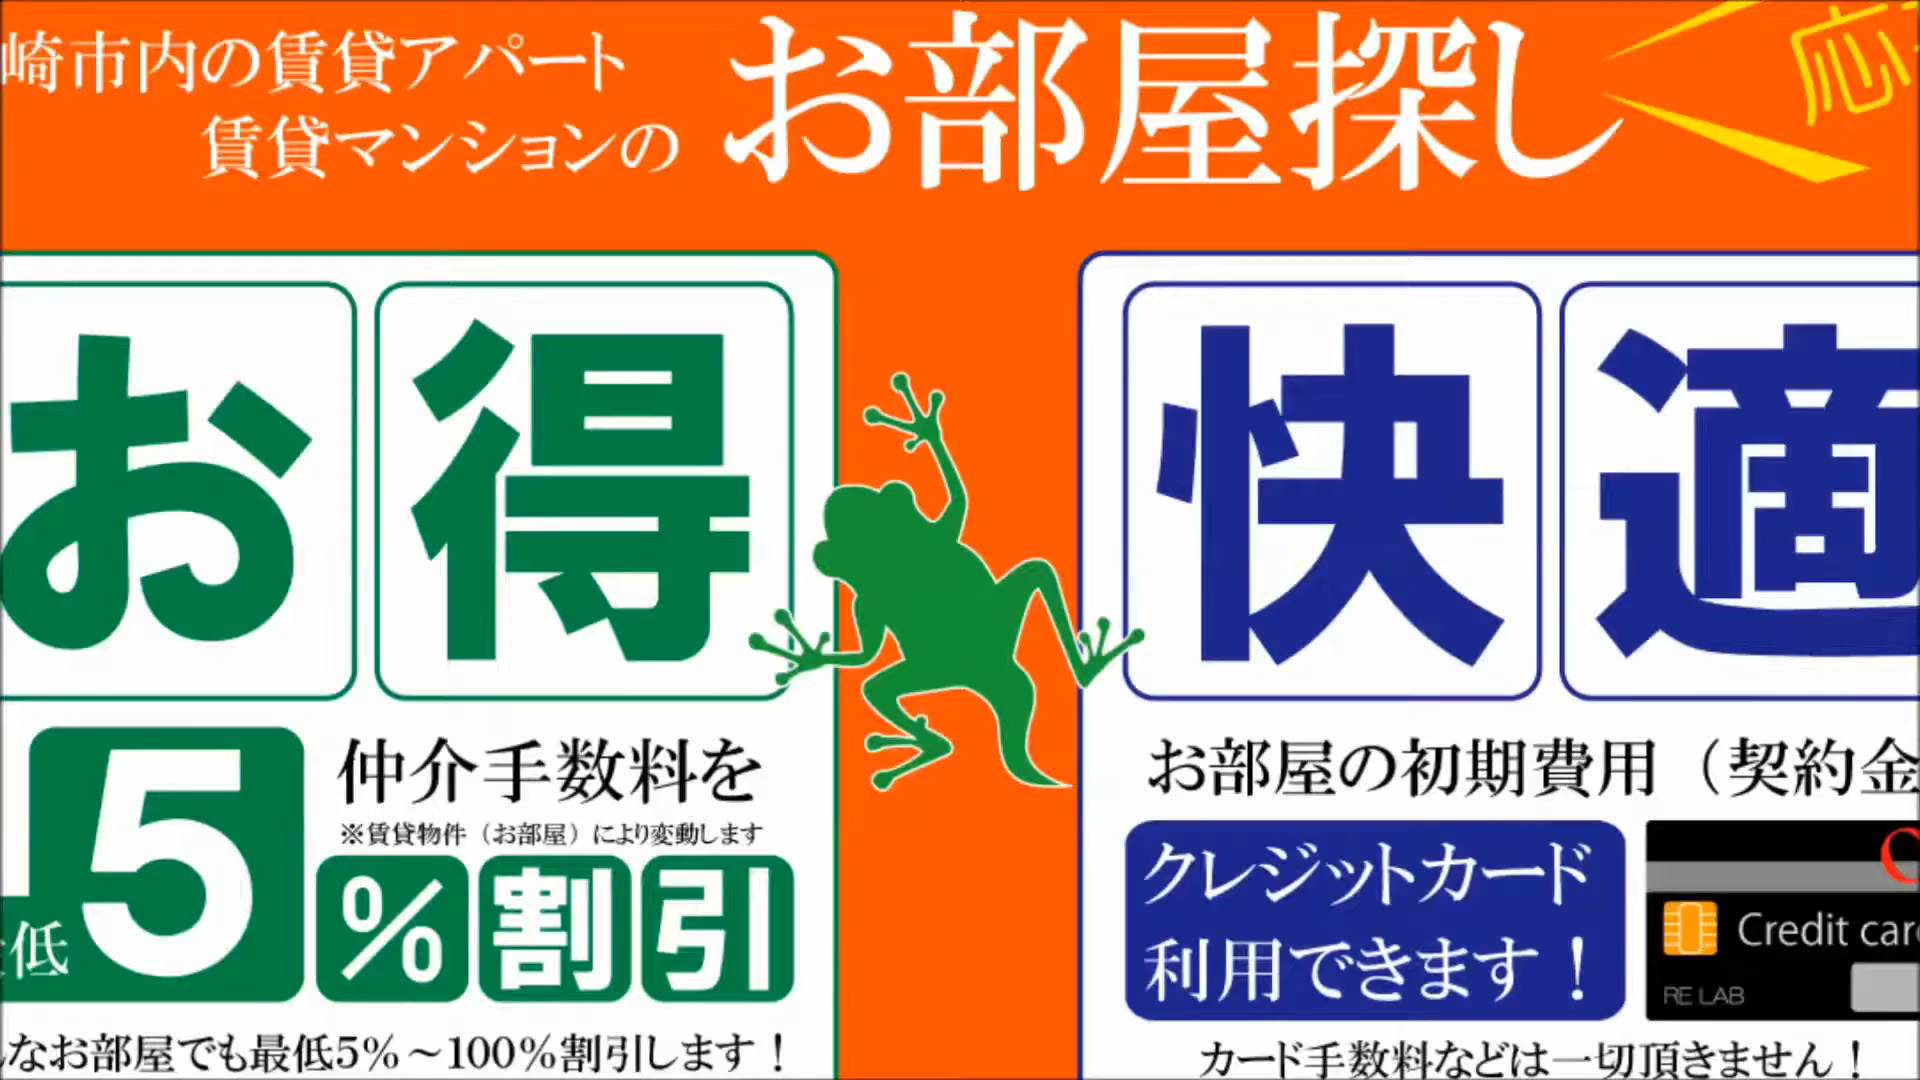 崎市内の賃貸アパート
賃貸マンションの
お部屋探し
応
お得
快適
仲介手数料を
※賃貸物件（お部屋）により変動します
低5%割引
なお部屋でも最低5%～100%割引します！
お部屋の初期費用（契約金
クレジットカード
利用できます！
Credit card
RE LAB
カード手数料などは一切頂きません！